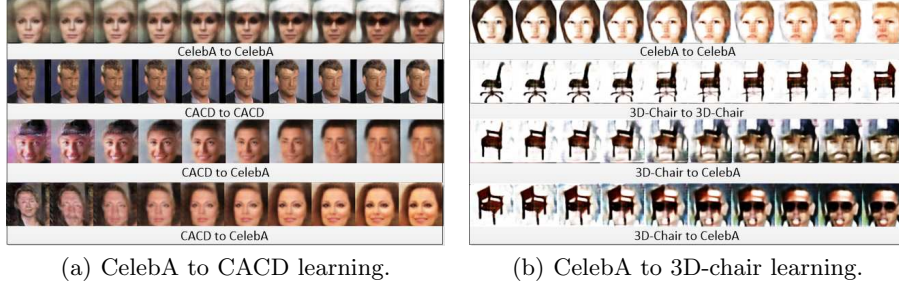 CelebA to CelebA
CACD to CACD
CACD to CelebA
CACD to CelebA
(a) CelebA to CACD learning.
CelebA to CelebA
3D-Chair to 3D-Chair
3D-Chair to CelebA
3D-Chair to CelebA
(b) CelebA to 3D-chair learning.